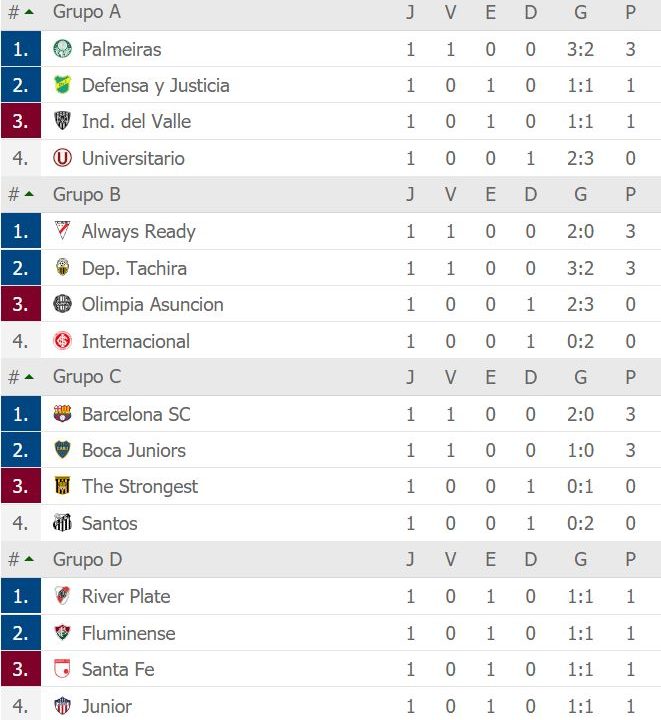 # Grupo A J V E D G P
1. Palmeiras 1 1 0 0 3:2 3
2. Defensa y Justicia 1 0 1 0 1:1 1
3. Ind. del Valle 1 0 1 0 1:1 1
4. Universitario 1 0 0 1 2:3 0
# Grupo B J V E D G P
1. Always Ready 1 1 0 0 2:0 3
2. Dep. Tachira 1 1 0 0 3:2 3
3. Olimpia Asuncion 1 0 0 1 2:3 0
4. Internacional 1 0 0 1 0:2 0
# Grupo C J V E D G P
1. Barcelona SC 1 1 0 0 2:0 3
2. Boca Juniors 1 1 0 0 1:0 3
3. The Strongest 1 0 0 1 0:1 0
4. Santos 1 0 0 1 0:2 0
# Grupo D J V E D G P
1. River Plate 1 0 1 0 1:1 1
2. Fluminense 1 0 1 0 1:1 1
3. Santa Fe 1 0 1 0 1:1 1
4. Junior 1 0 1 0 1:1 1